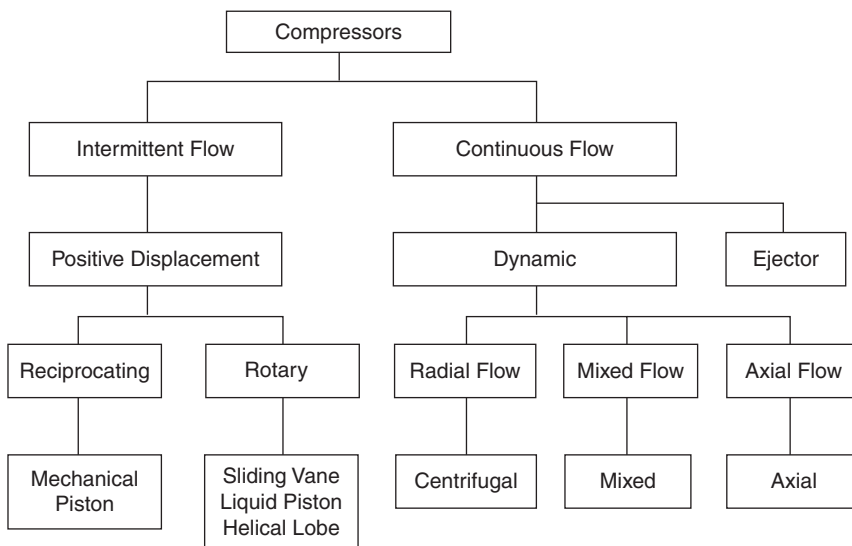 Compressors
Intermittent Flow
Continuous Flow
Positive Displacement
Dynamic
Ejector
Reciprocating
Rotary
Radial Flow
Mixed Flow
Axial Flow
Mechanical
Piston
Sliding Vane
Liquid Piston
Helical Lobe
Centrifugal
Mixed
Axial